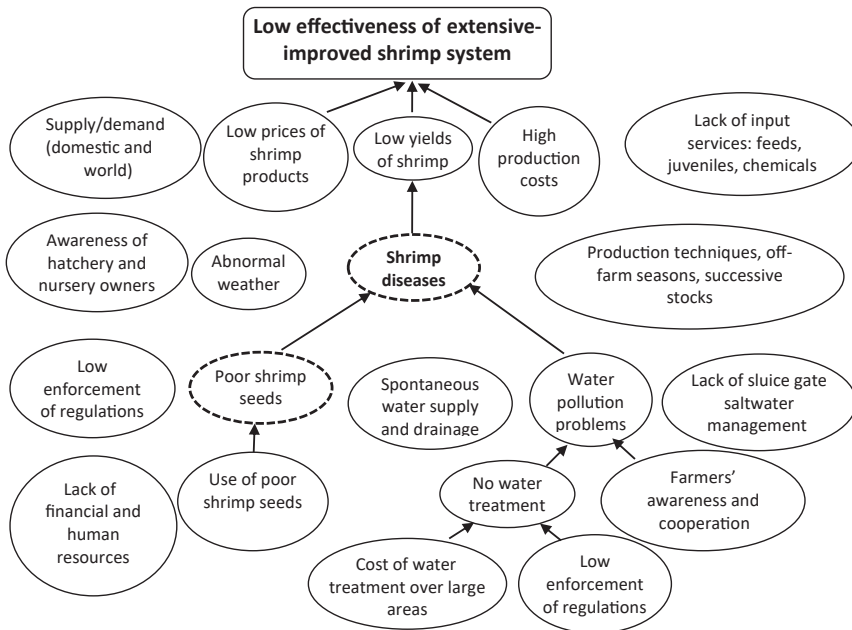 Low effectiveness of extensive-
improved shrimp system
Supply/demand
(domestic and
world)
Low prices of
shrimp
products
Low yields
of shrimp
High
production
costs
Lack of input
services: feeds,
juveniles, chemicals
Awareness of
hatchery and
nursery owners
Abnormal
weather
Shrimp
diseases
Production techniques, off-
farm seasons, successive
stocks
Low
enforcement
of regulations
Poor shrimp
seeds
Spontaneous
water supply
and drainage
Water
pollution
problems
Lack of sluice gate
saltwater
management
Lack of
financial and
human
resources
Use of poor
shrimp seeds
No water
treatment
Farmers’
awareness and
cooperation
Cost of water
treatment over large
areas
Low
enforcement
of regulations